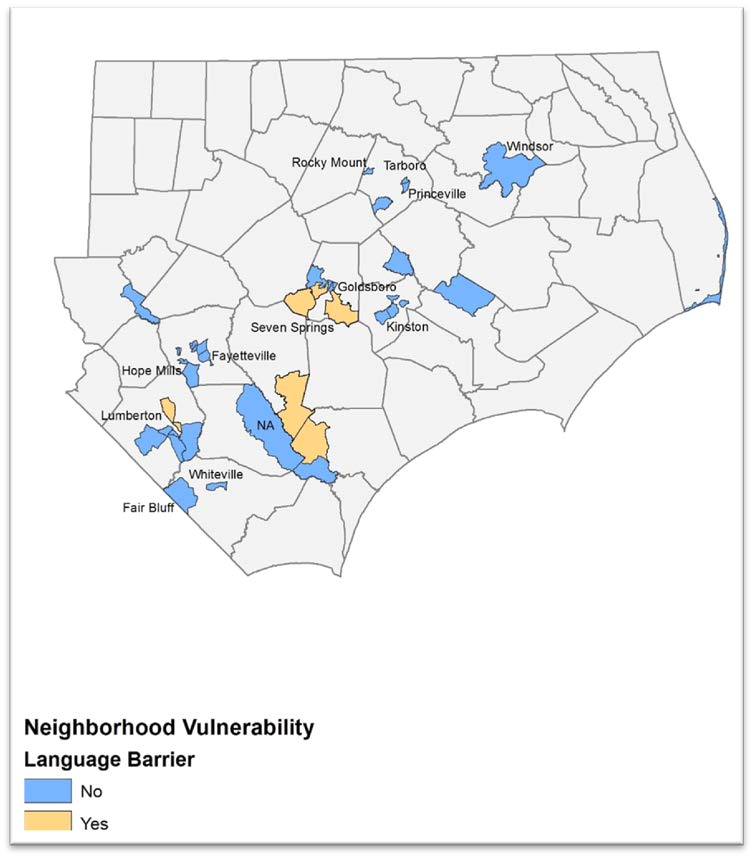 Windsor
Rocky Mount
Tarboro
Princeville
Goldsboro
Seven Springs
Kinston
Fayetteville
Hope Mills
Lumberton
NA
Whiteville
Fair Bluff
Neighborhood Vulnerability
Language Barrier
No
Yes